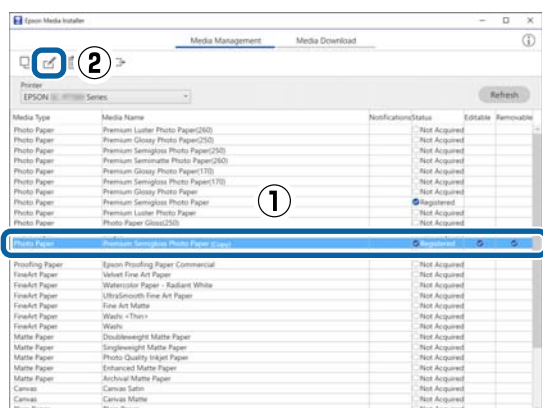 Epson Media Installer
Media Management Media Download
②
Printer
EPSON Series Refresh
Media Type Media Name Notifications Status Editable Removable
Photo Paper Premium Luster Photo Paper(260) Not Acquired
Photo Paper Premium Glossy Photo Paper(250) Not Acquired
Photo Paper Premium Semigloss Photo Paper(250) Not Acquired
Photo Paper Premium Semimatte Photo Paper(260) Not Acquired
Photo Paper Premium Glossy Photo Paper(170) Not Acquired
Photo Paper Premium Semigloss Photo Paper(170) Not Acquired
Photo Paper Premium Glossy Photo Paper Not Acquired
Photo Paper Premium Semigloss Photo Paper Registered
①
Photo Paper Premium Luster Photo Paper Not Acquired
Photo Paper Photo Paper Gloss(250) Not Acquired
Photo Paper Premium Semigloss Photo Paper (Copy) Registered
Proofing Paper Epson Proofing Paper Commercial Not Acquired
FineArt Paper Velvet Fine Art Paper Not Acquired
FineArt Paper Watercolor Paper - Radiant White Not Acquired
FineArt Paper UltraSmooth Fine Art Paper Not Acquired
FineArt Paper Fine Art Matte Not Acquired
FineArt Paper Washi <Thin> Not Acquired
FineArt Paper Washi Not Acquired
Matte Paper Doubleweight Matte Paper Not Acquired
Matte Paper Singleweight Matte Paper Not Acquired
Matte Paper Photo Quality Inkjet Paper Not Acquired
Matte Paper Enhanced Matte Paper Not Acquired
Matte Paper Archival Matte Paper Not Acquired
Canvas Canvas Satin Not Acquired
Canvas Canvas Matte Not Acquired